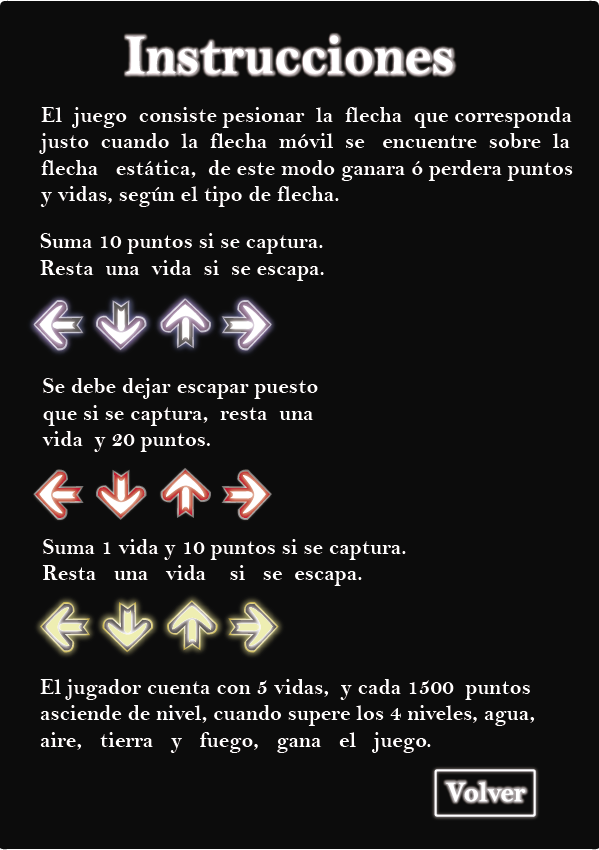 Instrucciones
El juego consiste pesionar la flecha que corresponda
justo cuando la flecha móvil se encuentre sobre la
flecha estática, de este modo ganara ó perdera puntos
y vidas, según el tipo de flecha.
Suma 10 puntos si se captura.
Resta una vida si se escapa.
Se debe dejar escapar puesto
que si se captura, resta una
vida y 20 puntos.
Suma 1 vida y 10 puntos si se captura.
Resta una vida si se escapa.
El jugador cuenta con 5 vidas, y cada 1500 puntos
asciende de nivel, cuando supere los 4 niveles, agua,
aire, tierra y fuego, gana el juego.
Volver